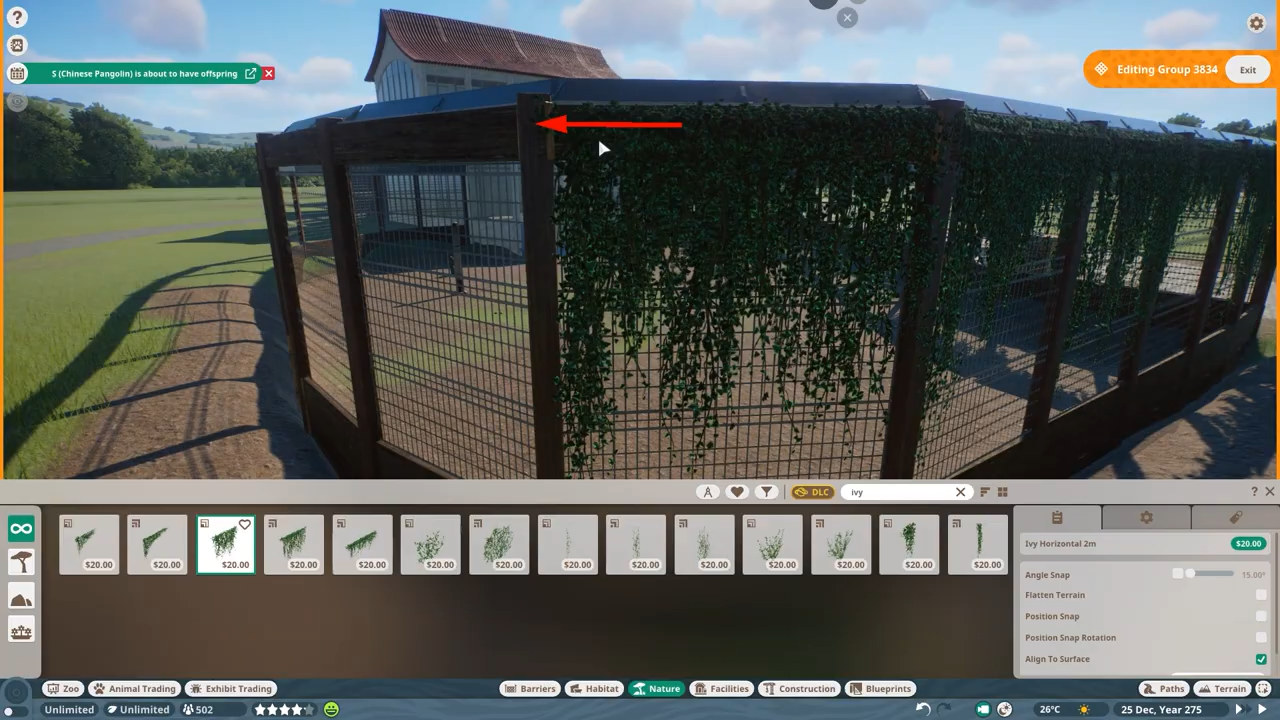 ?
S (Chinese Pangolin) is about to have offspring
Editing Group 3834
Exit
DLC
ivy
?
$20.00
$20.00
$20.00
$20.00
$20.00
$20.00
$20.00
$20.00
$20.00
$20.00
$20.00
$20.00
$20.00
$20.00
Ivy Horizontal 2m
$20.00
Angle Snap
15.00°
Flatten Terrain
Position Snap
Position Snap Rotation
Align To Surface
Zoo
Animal Trading
Exhibit Trading
Barriers
Habitat
Nature
Facilities
Construction
Blueprints
Paths
Terrain
Unlimited
Unlimited
502
26°C
25 Dec, Year 275